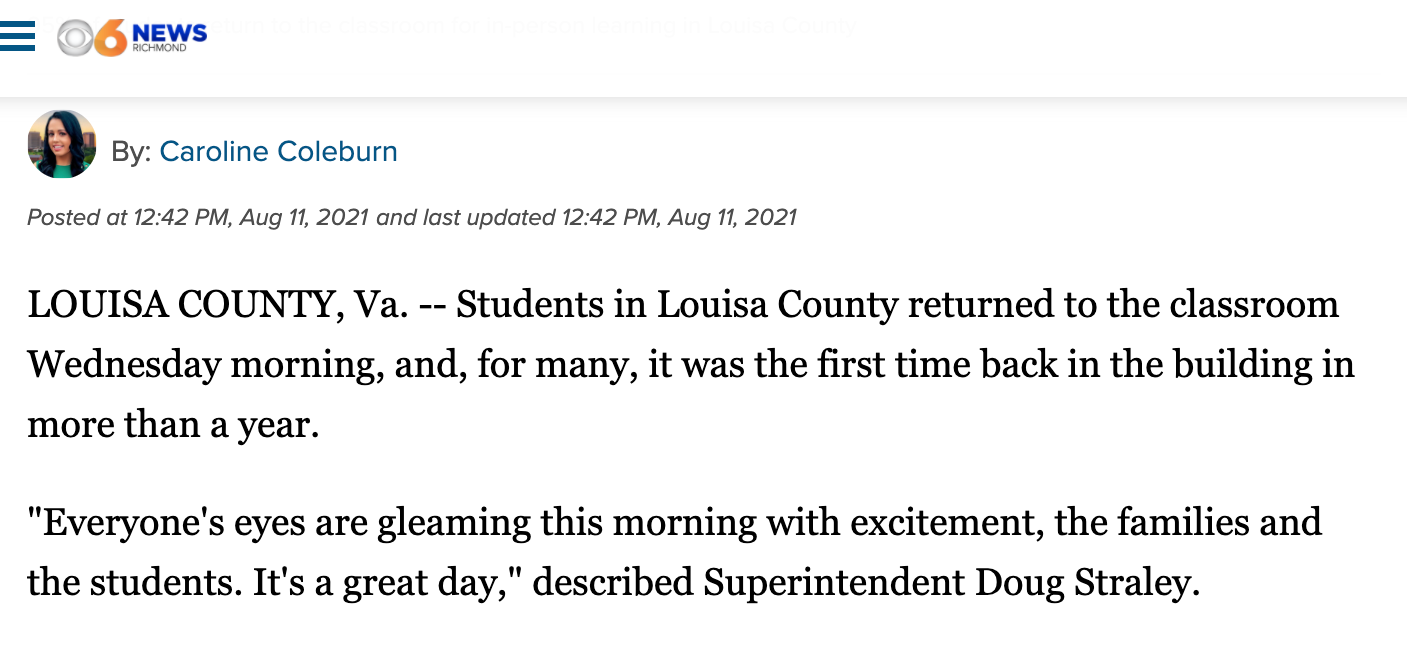 return to the classroom for in-person learning in Louisa County
6 NEWS
RICHMOND
By: Caroline Coleburn
Posted at 12:42 PM, Aug 11, 2021 and last updated 12:42 PM, Aug 11, 2021
LOUISA COUNTY, Va. -- Students in Louisa County returned to the classroom
Wednesday morning, and, for many, it was the first time back in the building in
more than a year.
"Everyone's eyes are gleaming this morning with excitement, the families and
the students. It's a great day," described Superintendent Doug Straley.